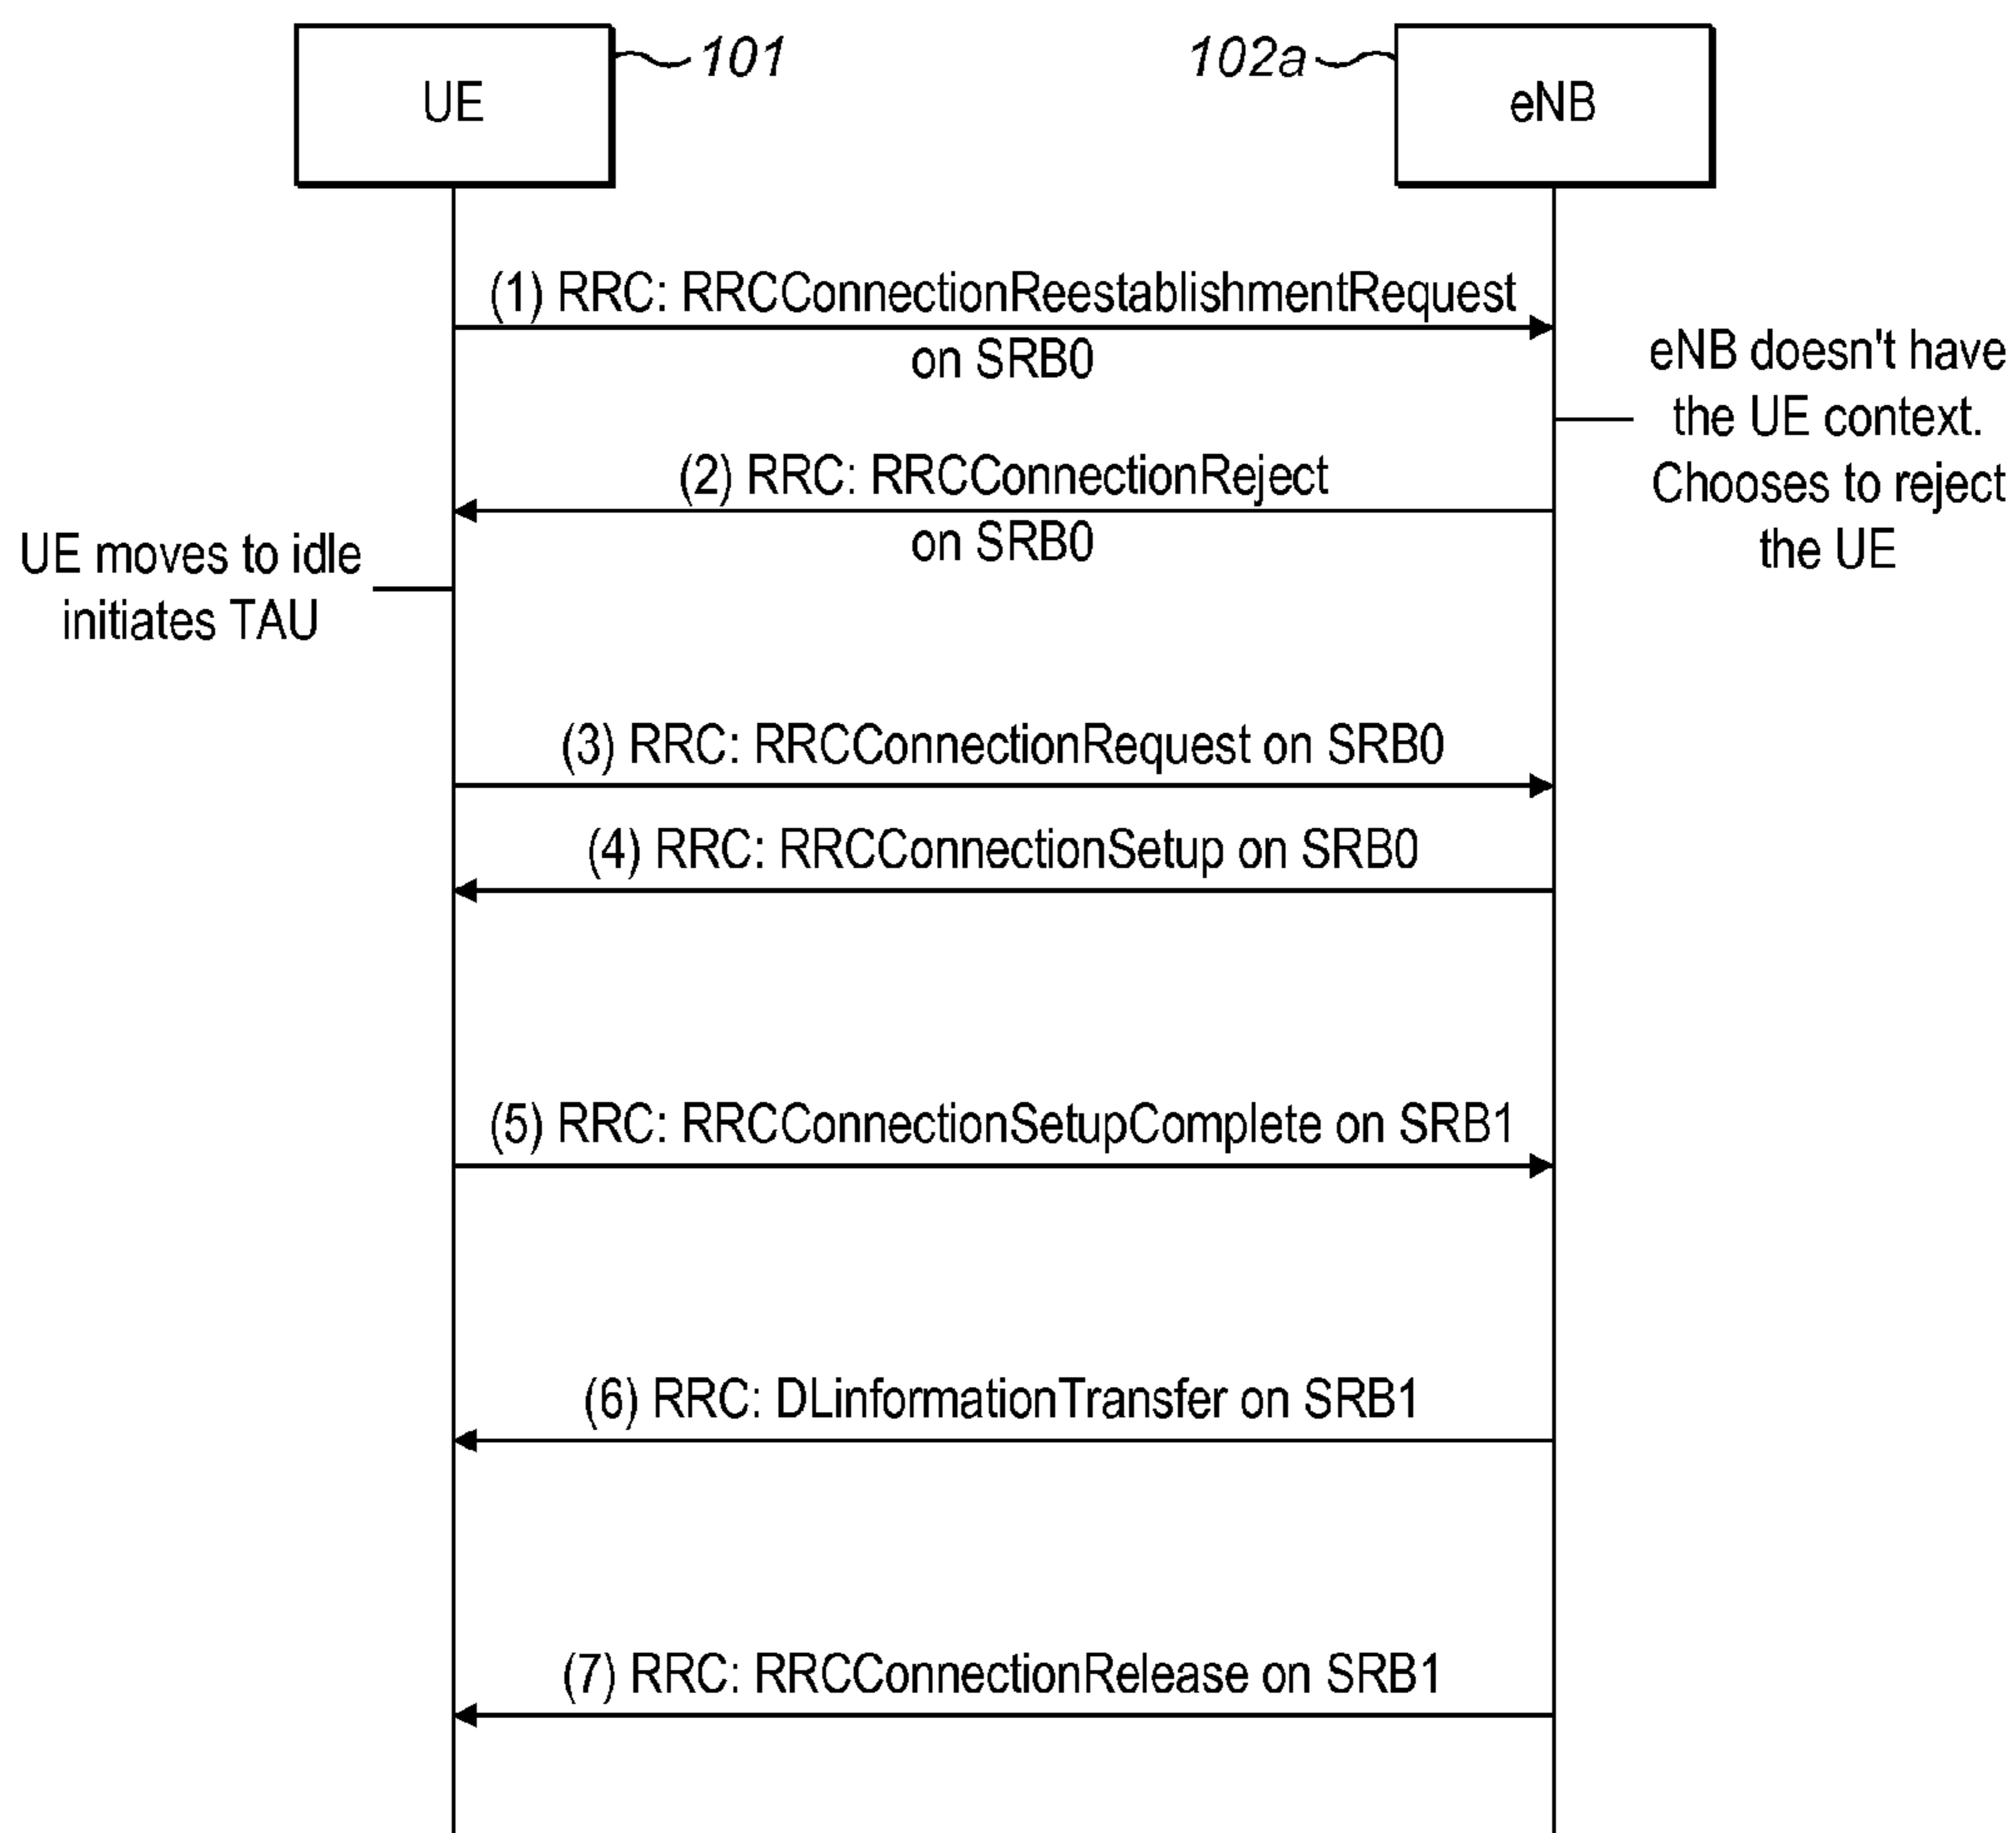 UE
101
102a
eNB
(1) RRC: RRCConnectionReestablishmentRequest
on SRB0
eNB doesn't have
the UE context.
Chooses to reject
the UE
(2) RRC: RRCConnectionReject
on SRB0
UE moves to idle
initiates TAU
(3) RRC: RRCConnectionRequest on SRB0
(4) RRC: RRCConnectionSetup on SRB0
(5) RRC: RRCConnectionSetupComplete on SRB1
(6) RRC: DLinformationTransfer on SRB1
(7) RRC: RRCConnectionRelease on SRB1